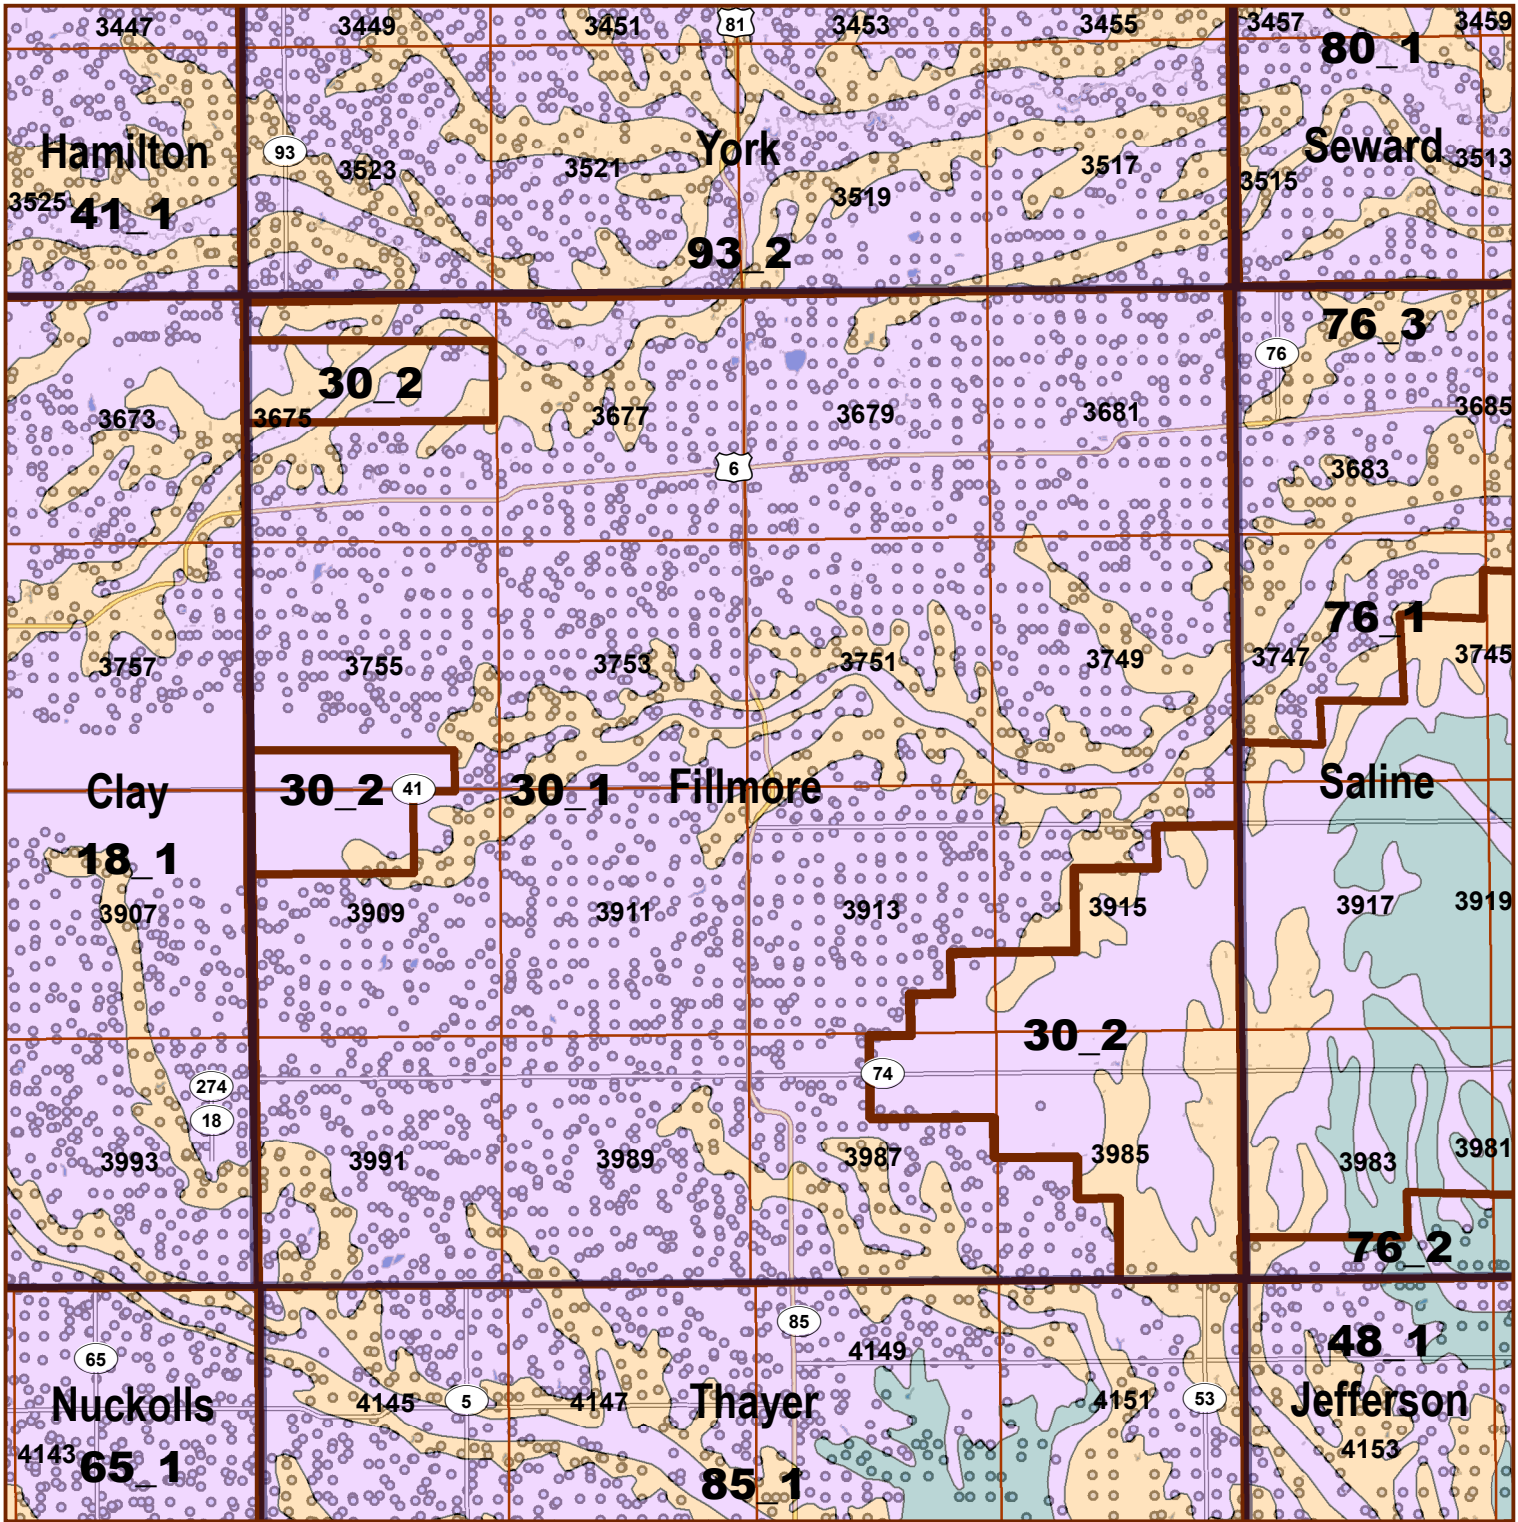 3447 3449 3451 81 3453 3455 3457 3459
80_1
Hamilton 93 York Seward
3523 3521 3517 3513
3525 41_1 3519 3515
93_2
76_3
76
30_2
3673 3675 3677 3679 3681 3685
6 3683
76_1
3757 3755 3753 3751 3749 3747 3745
Clay 30_2 41 30_1 Fillmore Saline
18_1
3907 3909 3911 3913 3915 3917 3919
30_2
274 74
18
3993 3991 3989 3987 3985 3983 3981
76_2
85
65 4149 48_1
Nuckolls 4145 5 4147 Thayer 4151 53 Jefferson
4143 65_1 85_1 4153